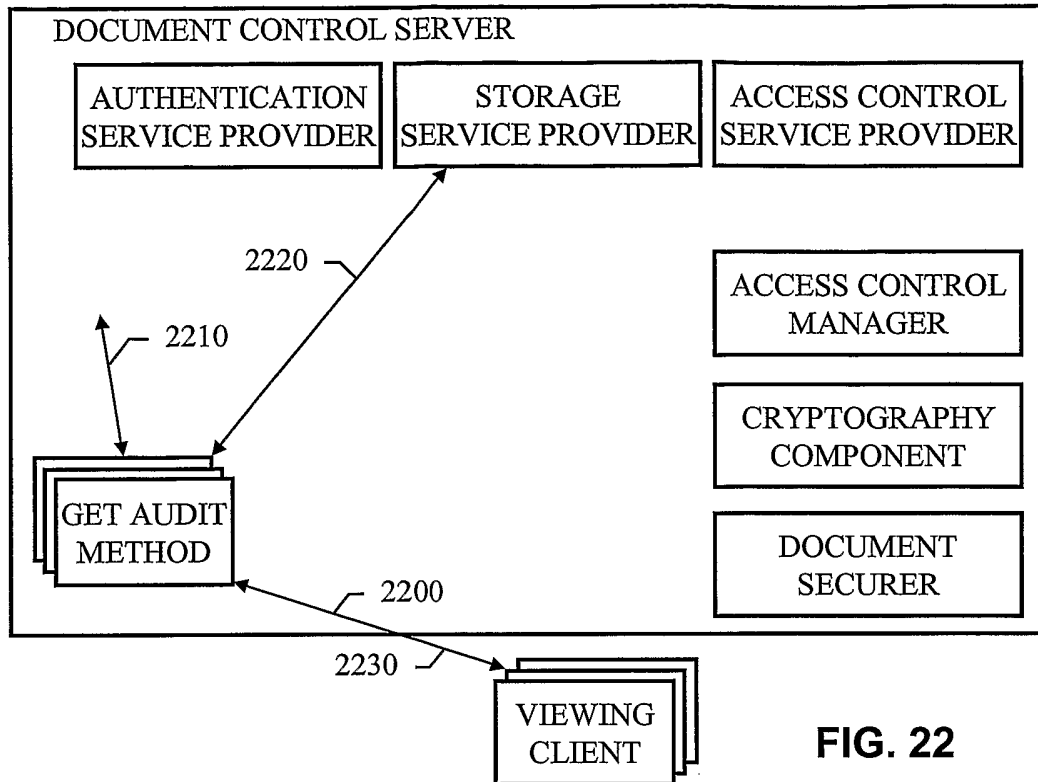 DOCUMENT CONTROL SERVER
AUTHENTICATION
SERVICE PROVIDER
STORAGE
SERVICE PROVIDER
ACCESS CONTROL
SERVICE PROVIDER
2220
2210
ACCESS CONTROL
MANAGER
CRYPTOGRAPHY
COMPONENT
GET AUDIT
METHOD
DOCUMENT
SECURER
2200
2230
VIEWING
CLIENT
FIG. 22